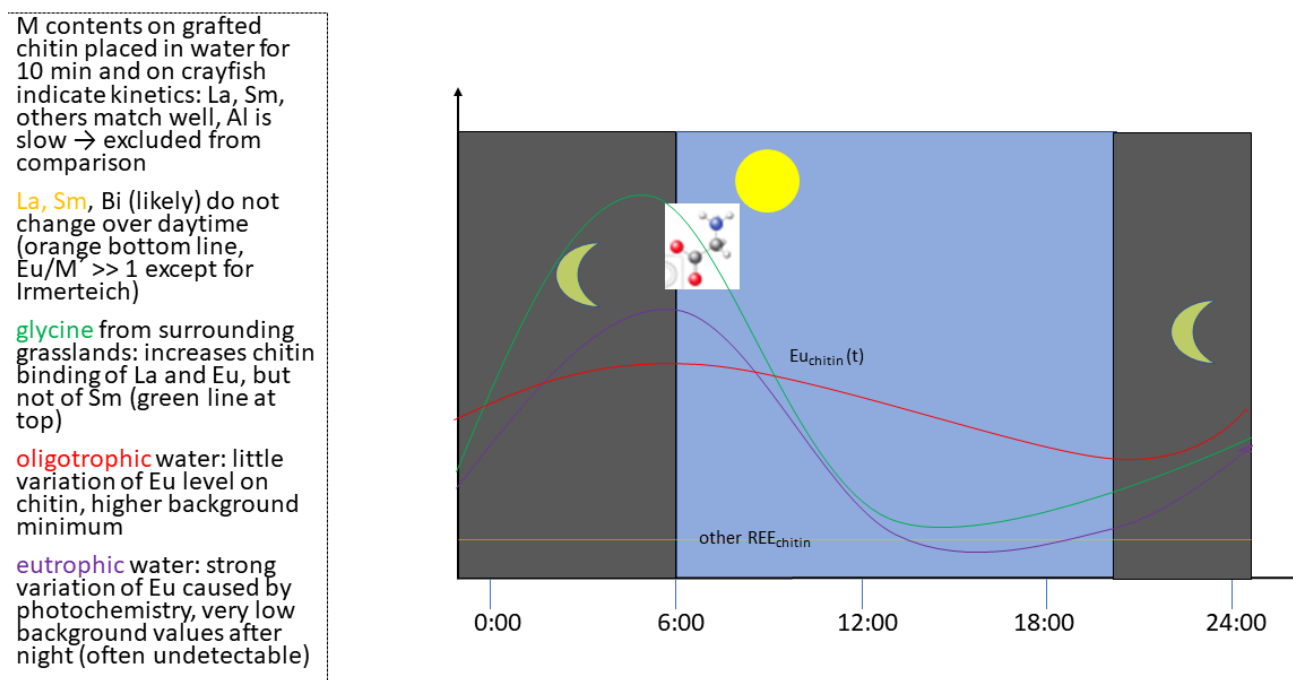 M contents on grafted
chitin placed in water for
10 min and on crayfish
indicate kinetics: La, Sm,
others match well, Al is
slow → excluded from
comparison
La, Sm, Bi (likely) do not
change over daytime
(orange bottom line,
Eu/M´ >> 1 except for
Irmerteich)
glycine from surrounding
grasslands: increases chitin
binding of La and Eu, but
not of Sm (green line at
top)
oligotrophic water: little
variation of Eu level on
chitin, higher background
minimum
eutrophic water: strong
variation of Eu caused by
photochemistry, very low
background values after
night (often undetectable)
Eu chitin (t)
other REE chitin
0:00 6:00 12:00 18:00 24:00